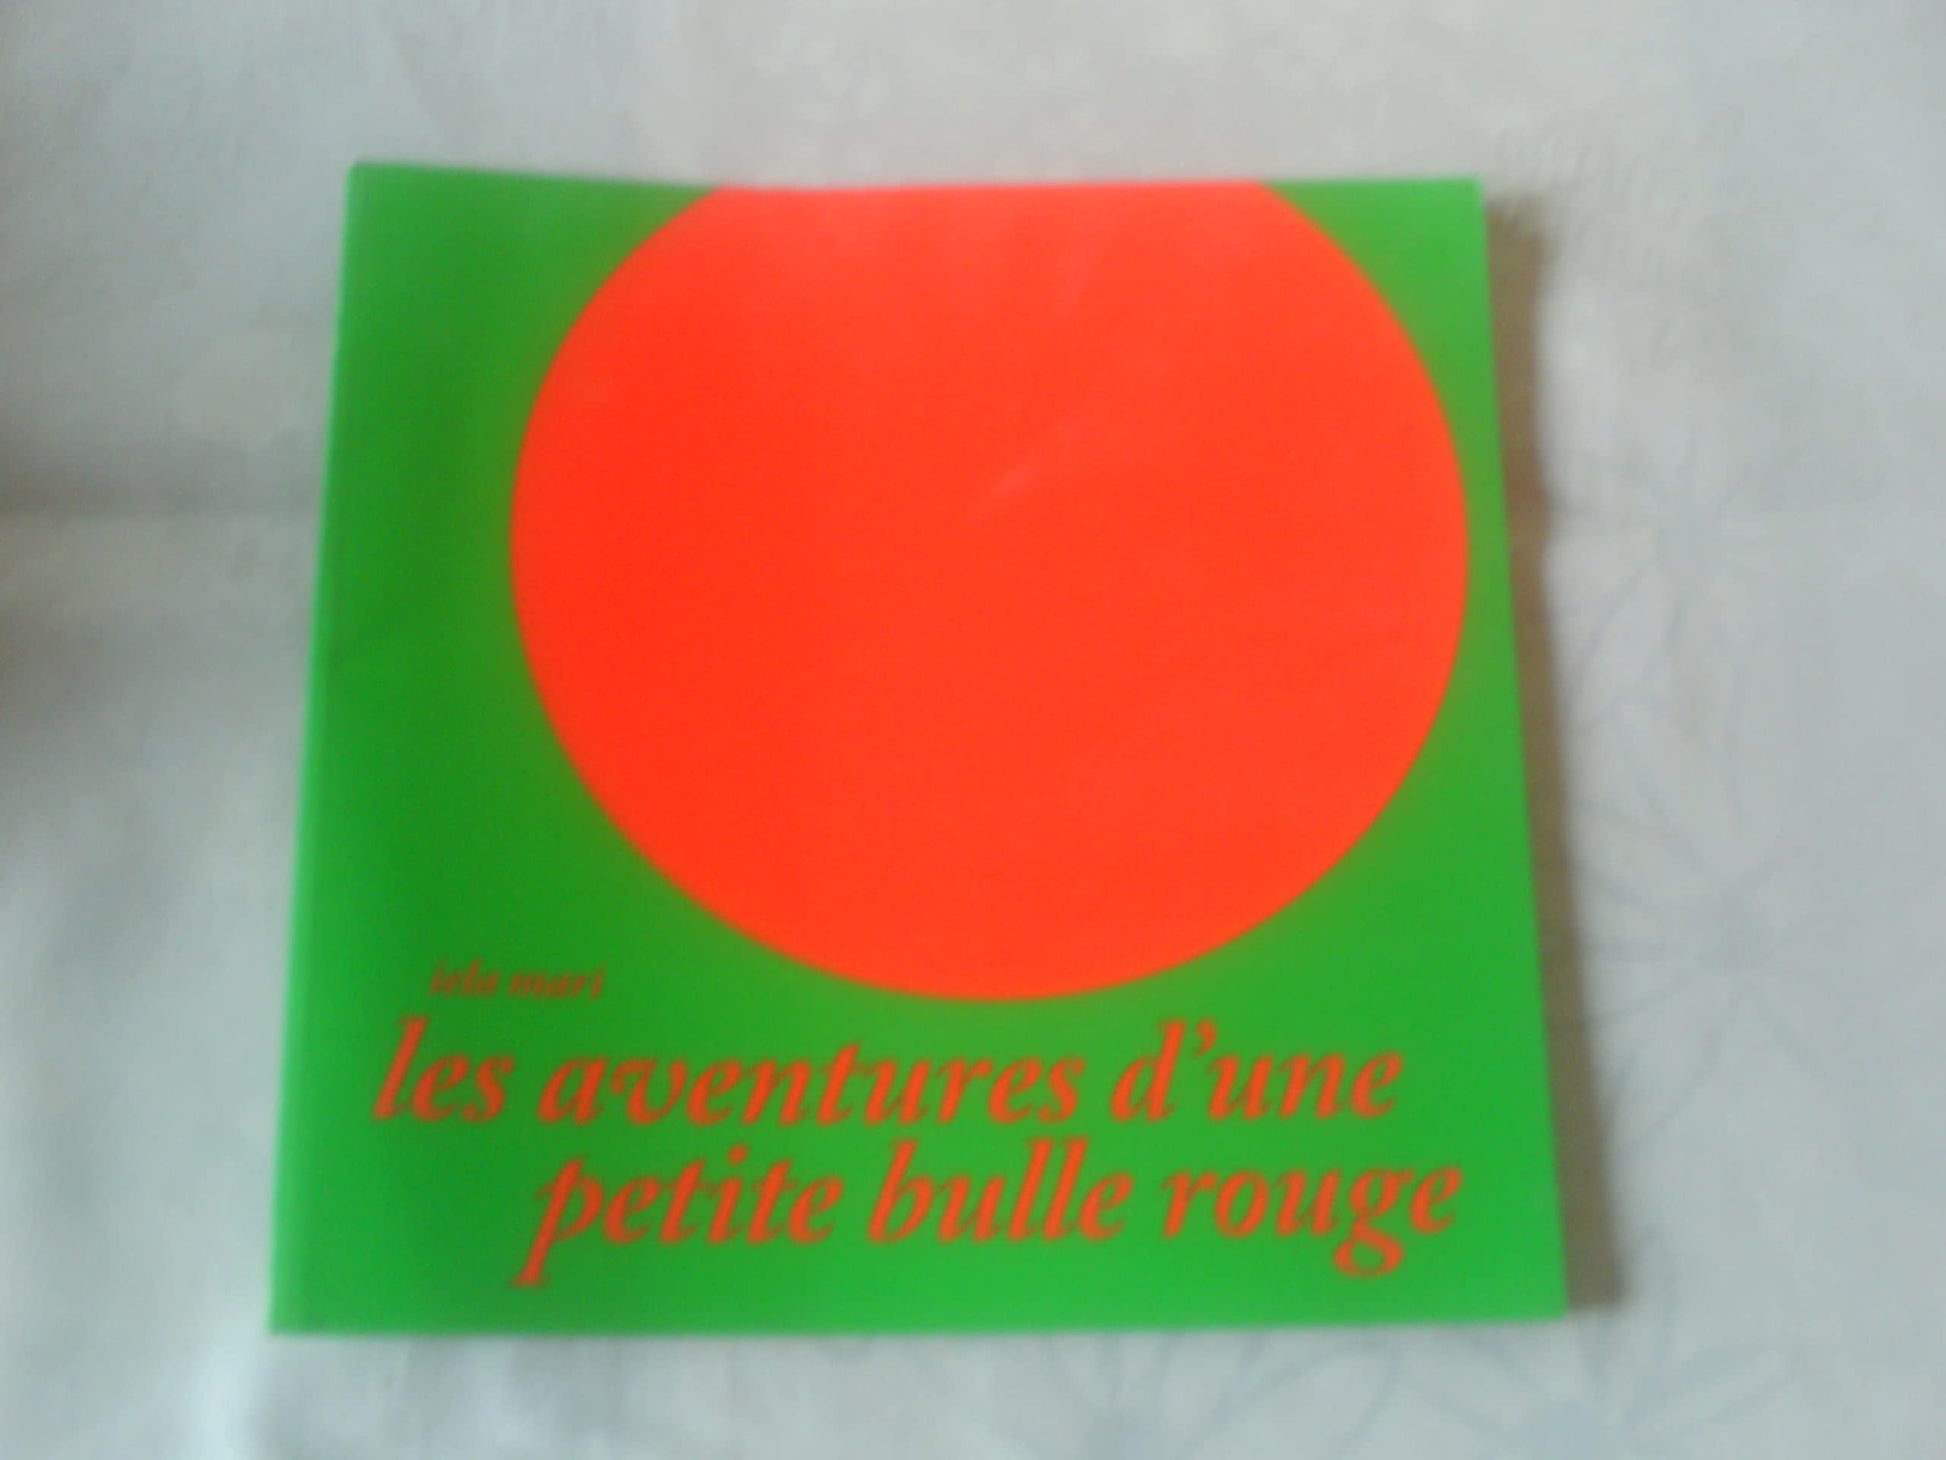 iela mari
les aventures d'une
petite bulle rouge